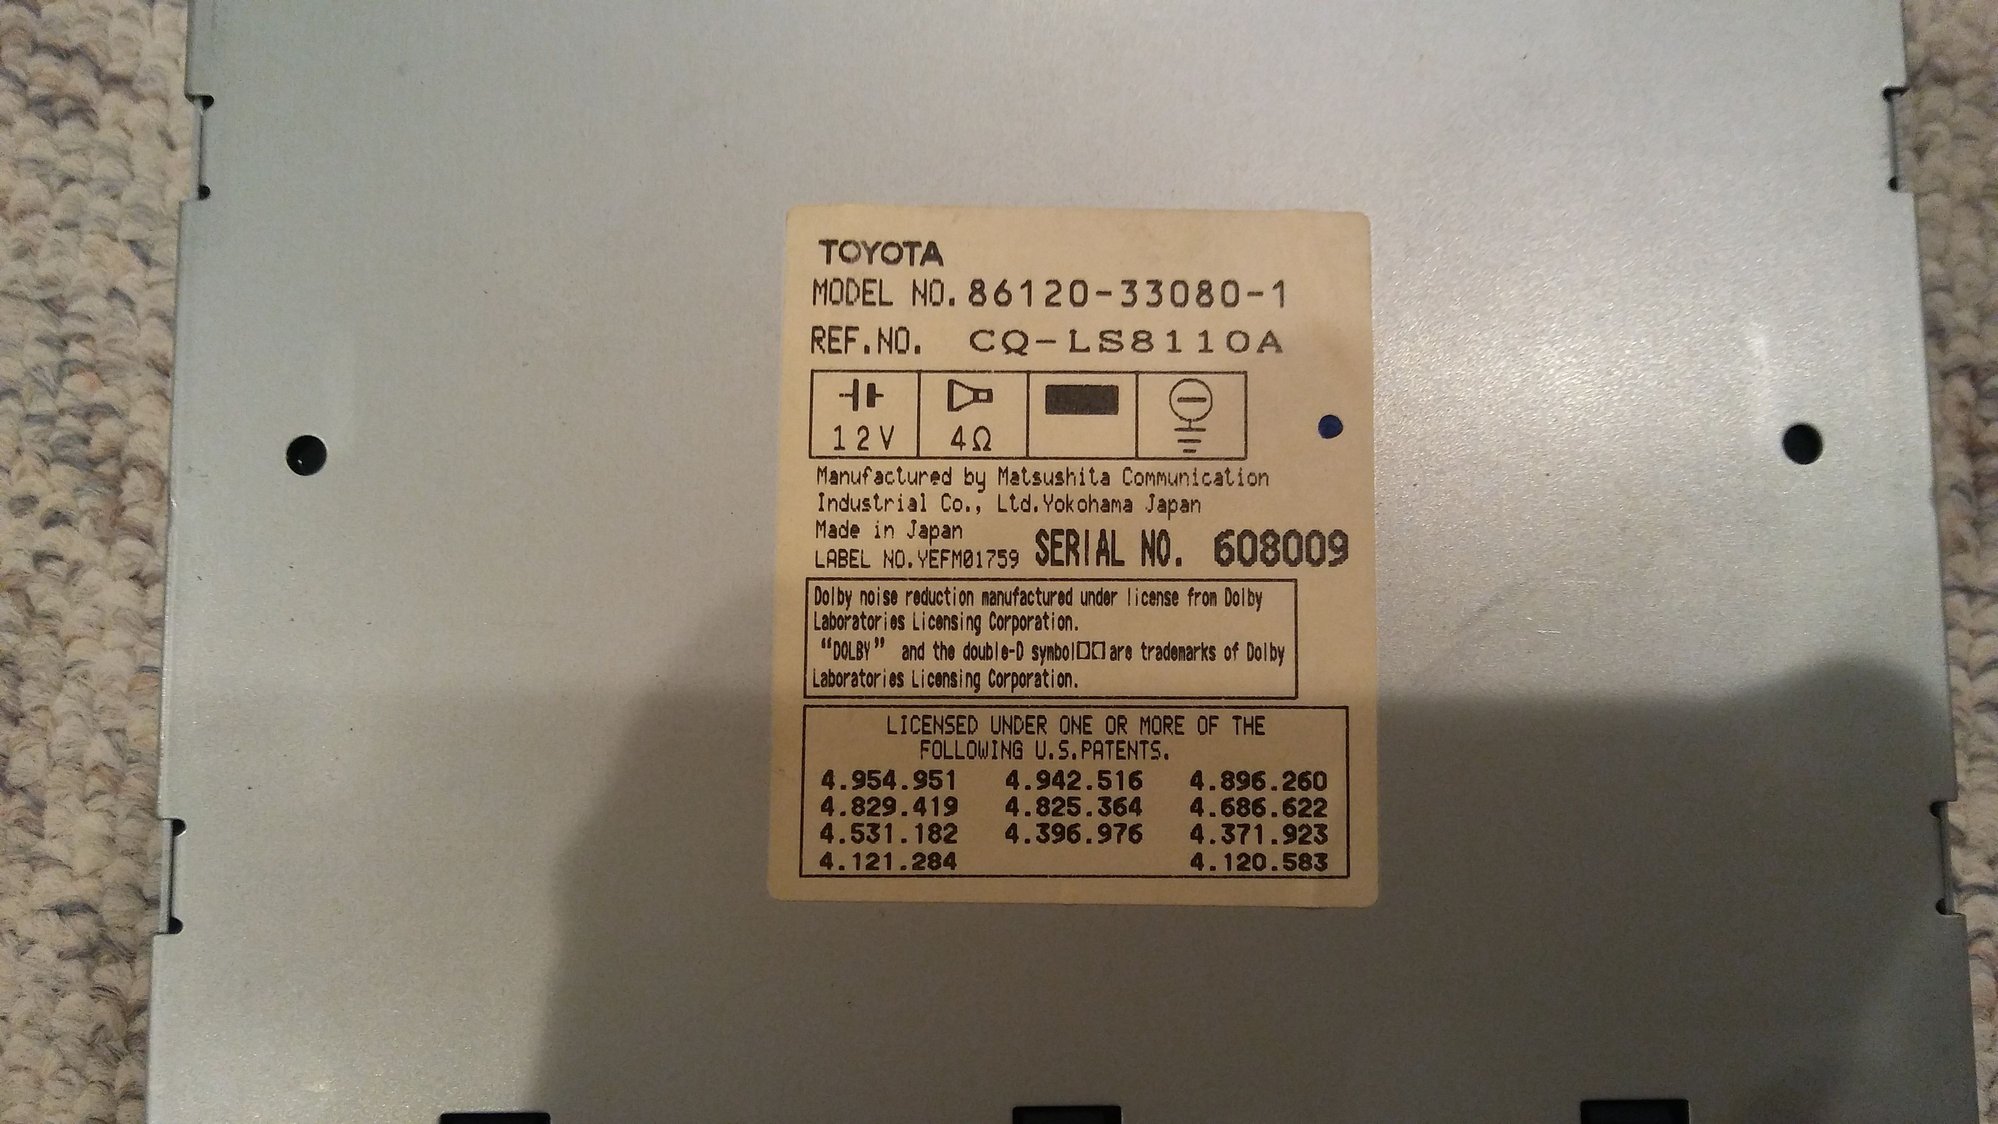 TOYOTA
MODEL NO. 86120-33080-1
REF.NO. CQ-LS8110A
12V 4Ω
Manufactured by Matsushita Communication
Industrial Co., Ltd.Yokohama Japan
Made in Japan
LABEL NO.YEFM01759 SERIAL NO. 608009
Dolby noise reduction manufactured under license from Dolby
Laboratories Licensing Corporation.
“DOLBY” and the double-D symbol▯▯are trademarks of Dolby
Laboratories Licensing Corporation.
LICENSED UNDER ONE OR MORE OF THE
FOLLOWING U.S.PATENTS.
4.954.951 4.942.516 4.896.260
4.829.419 4.825.364 4.686.622
4.531.182 4.396.976 4.371.923
4.121.284 4.120.583